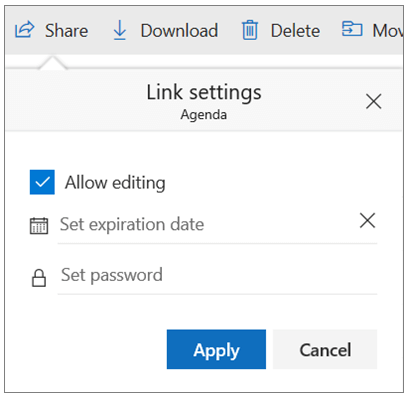 Share Download Delete Mov
Link settings
Agenda
Allow editing
Set expiration date
Set password
Apply Cancel